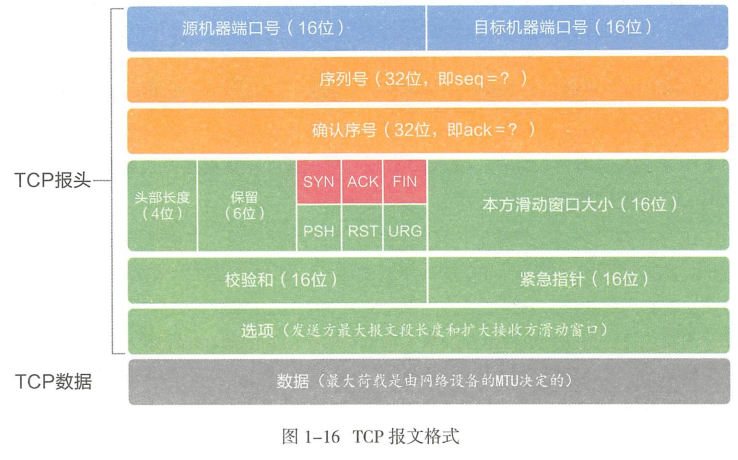 源机器端口号（16位）
目标机器端口号（16位）
序列号（32位，即seq=？）
确认序号（32位，即ack=？）
TCP报头
头部长度
（4位）
保留
（6位）
SYN
ACK
FIN
PSH
RST
URG
本方滑动窗口大小（16位）
校验和（16位）
紧急指针（16位）
选项（发送方最大报文段长度和扩大接收方滑动窗口）
TCP数据
数据（最大荷载是由网络设备的MTU决定的）
图 1-16 TCP 报文格式